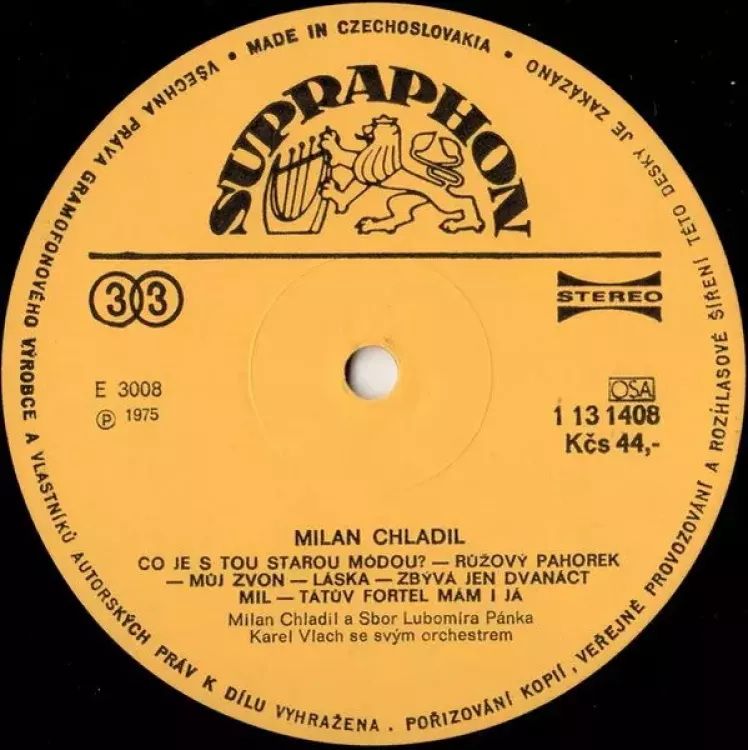 • MADE IN CZECHOSLOVAKIA •
VŠECHNA PRÁVA GRAMOFONOVÉHO VÝROBCE A VLASTNÍKŮ AUTORSKÝCH PRÁV K DÍLU VYHRAŽENA. POŘIZOVÁNÍ KOPIÍ, VEŘEJNÉ PROVOZOVÁNÍ A ROZHLASOVÉ ŠÍŘENÍ TÉTO DESKY JE ZAKÁZÁNO
SUPRAPHON
33
STEREO
E 3008
Ⓟ 1975
OSA
1 13 1408
Kčs 44,-
MILAN CHLADIL
CO JE S TOU STAROU MÓDOU? — RŮŽOVÝ PAHOREK
— MŮJ ZVON — LÁSKA — ZBÝVÁ JEN DVANÁCT
MIL — TÁTŮV FORTEL MÁM I JÁ
Milan Chladil a Sbor Lubomíra Pánka
Karel Vlach se svým orchestrem